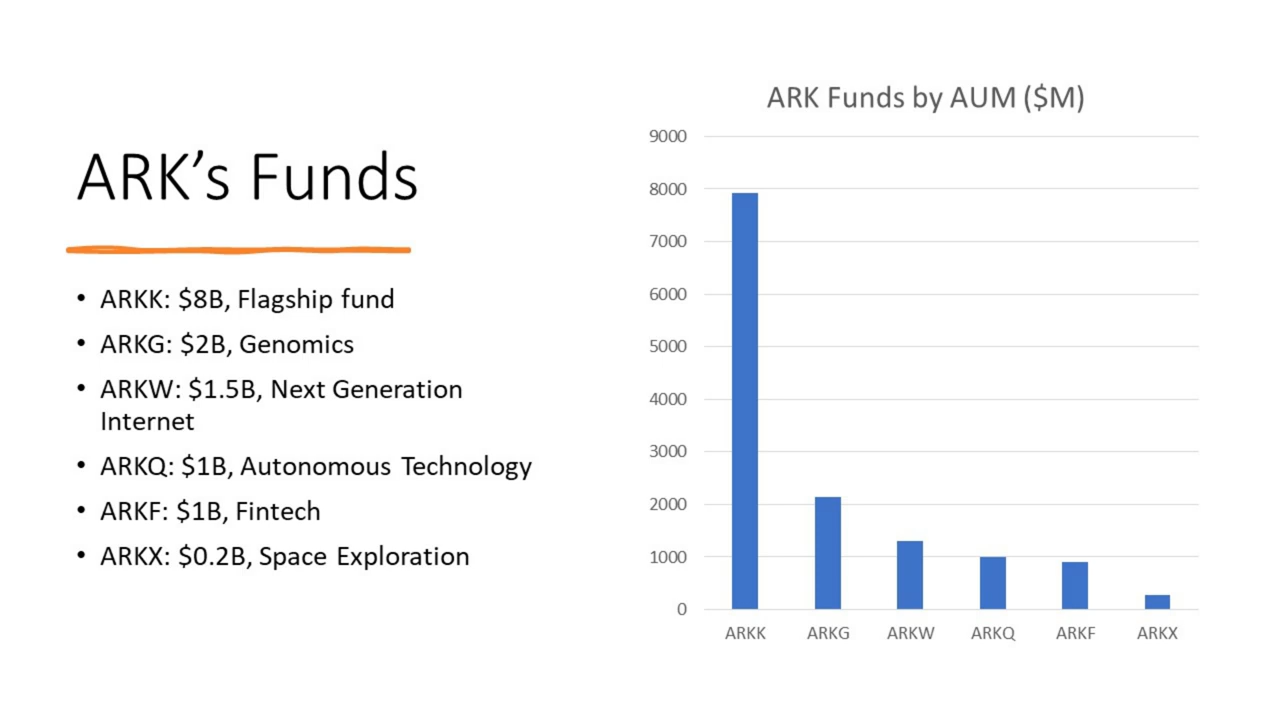 ARK’s Funds
• ARKK: $8B, Flagship fund
• ARKG: $2B, Genomics
• ARKW: $1.5B, Next Generation
Internet
• ARKQ: $1B, Autonomous Technology
• ARKF: $1B, Fintech
• ARKX: $0.2B, Space Exploration
ARK Funds by AUM ($M)
9000
8000
7000
6000
5000
4000
3000
2000
1000
0
ARKK ARKG ARKW ARKQ ARKF ARKX